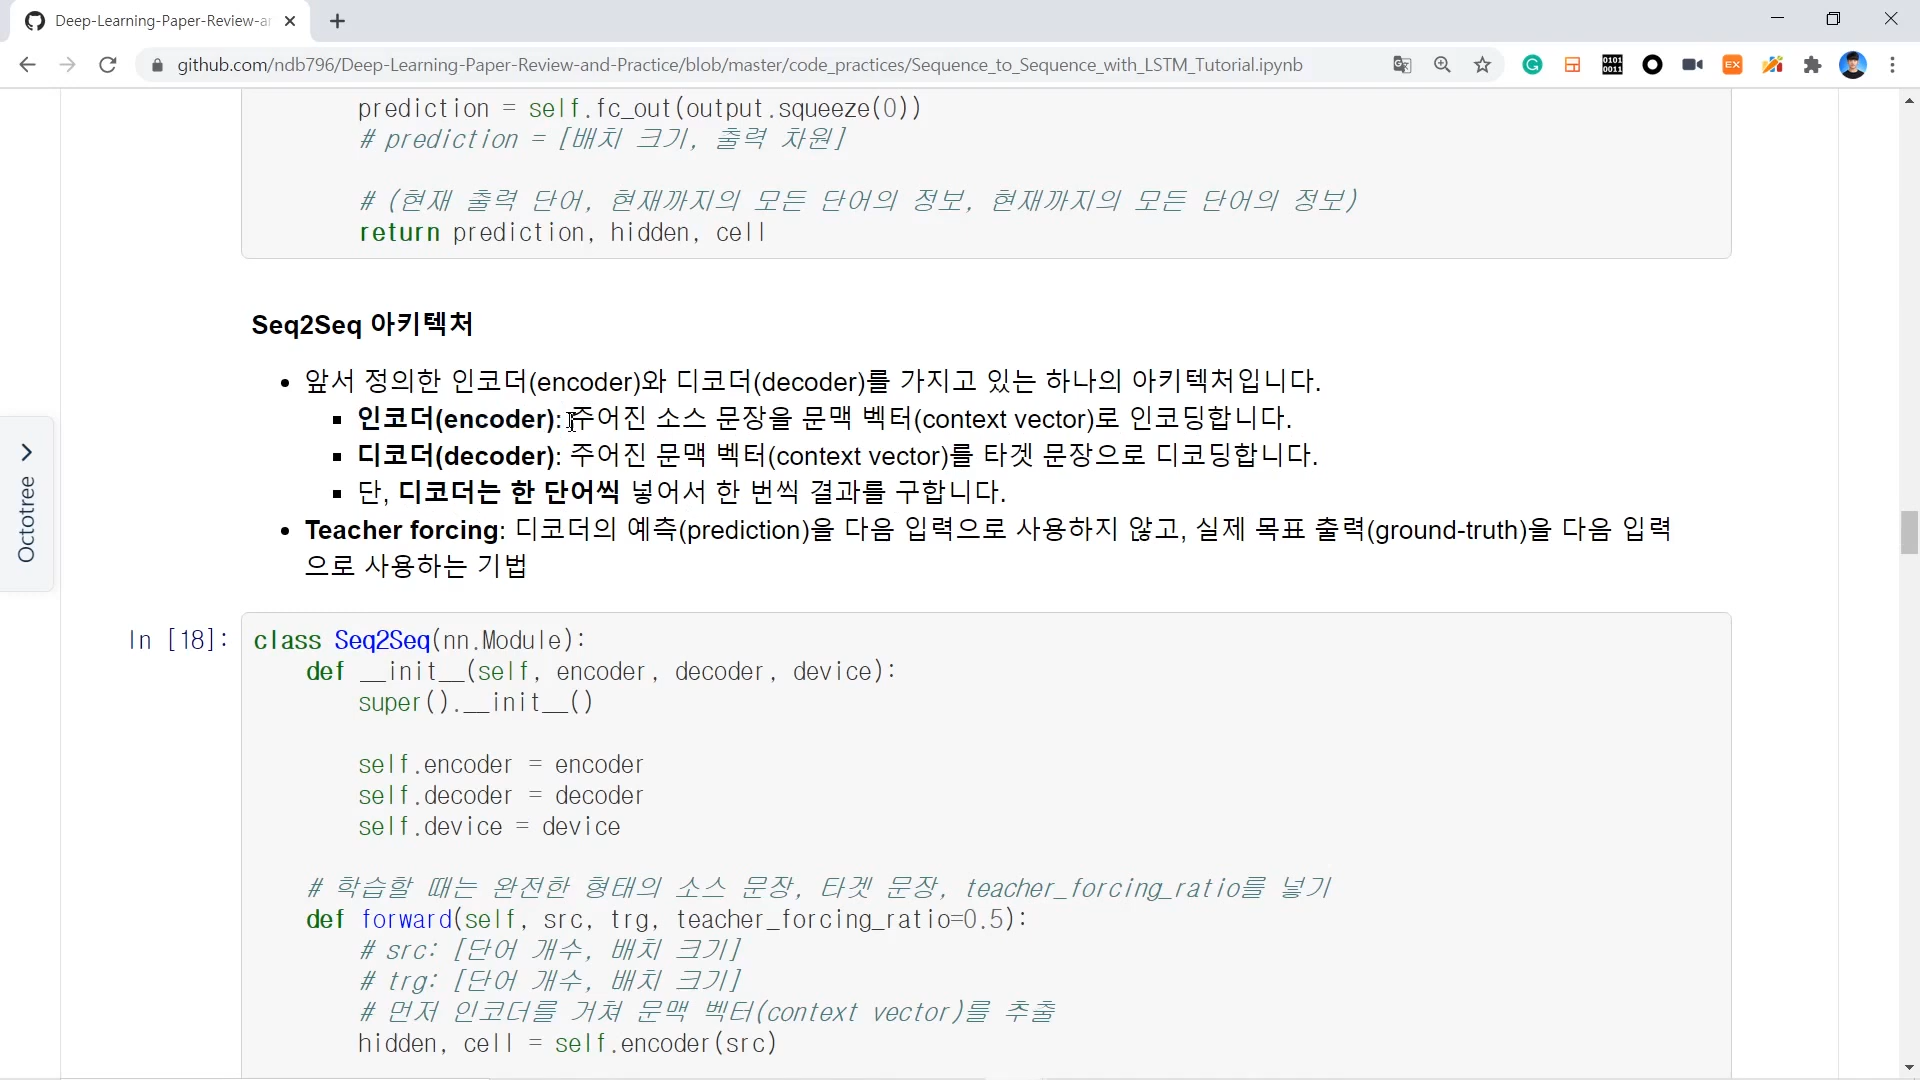 Deep-Learning-Paper-Review-ar
github.com/ndb796/Deep-Learning-Paper-Review-and-Practice/blob/master/code_practices/Sequence_to_Sequence_with_LSTM_Tutorial.ipynb
0101
0011
EX
prediction = self.fc_out(output.squeeze(0))
# prediction = [배치 크기, 출력 차원]
# (현재 출력 단어, 현재까지의 모든 단어의 정보, 현재까지의 모든 단어의 정보)
return prediction, hidden, cell
Seq2Seq 아키텍처
앞서 정의한 인코더(encoder)와 디코더(decoder)를 가지고 있는 하나의 아키텍처입니다.
인코더(encoder): 주어진 소스 문장을 문맥 벡터(context vector)로 인코딩합니다.
디코더(decoder): 주어진 문맥 벡터(context vector)를 타겟 문장으로 디코딩합니다.
단, 디코더는 한 단어씩 넣어서 한 번씩 결과를 구합니다.
Teacher forcing: 디코더의 예측(prediction)을 다음 입력으로 사용하지 않고, 실제 목표 출력(ground-truth)을 다음 입력
으로 사용하는 기법
Octotree
In [18]:
class Seq2Seq(nn.Module):
def __init__(self, encoder, decoder, device):
super().__init__()
self.encoder = encoder
self.decoder = decoder
self.device = device
# 학습할 때는 완전한 형태의 소스 문장, 타겟 문장, teacher_forcing_ratio를 넣기
def forward(self, src, trg, teacher_forcing_ratio=0.5):
# src: [단어 개수, 배치 크기]
# trg: [단어 개수, 배치 크기]
# 먼저 인코더를 거쳐 문맥 벡터(context vector)를 추출
hidden, cell = self.encoder(src)